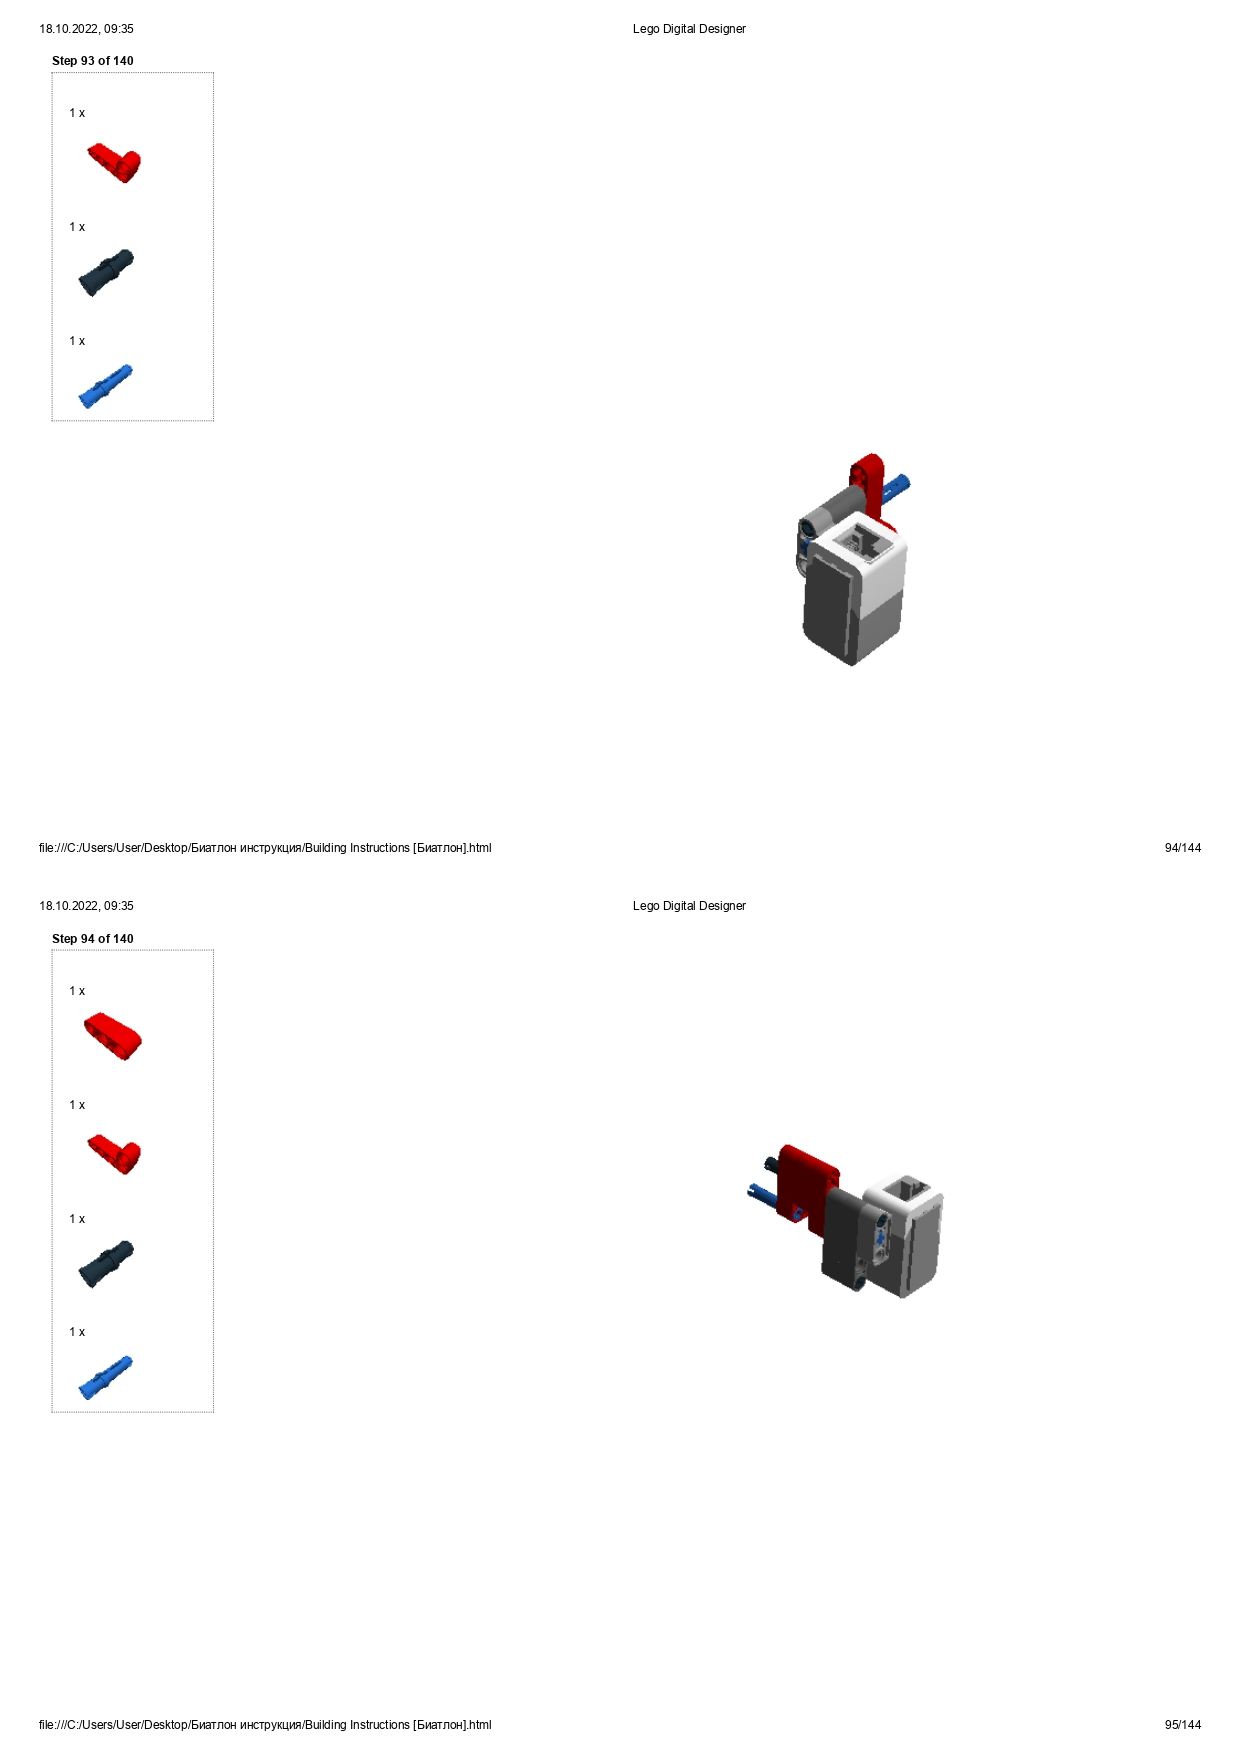 18.10.2022, 09:35 Lego Digital Designer
Step 93 of 140
1 x
1 x
1 x
file:///C:/Users/User/Desktop/Биатлон инструкция/Building Instructions [Биатлон].html 94/144
18.10.2022, 09:35 Lego Digital Designer
Step 94 of 140
1 x
1 x
1 x
1 x
file:///C:/Users/User/Desktop/Биатлон инструкция/Building Instructions [Биатлон].html 95/144